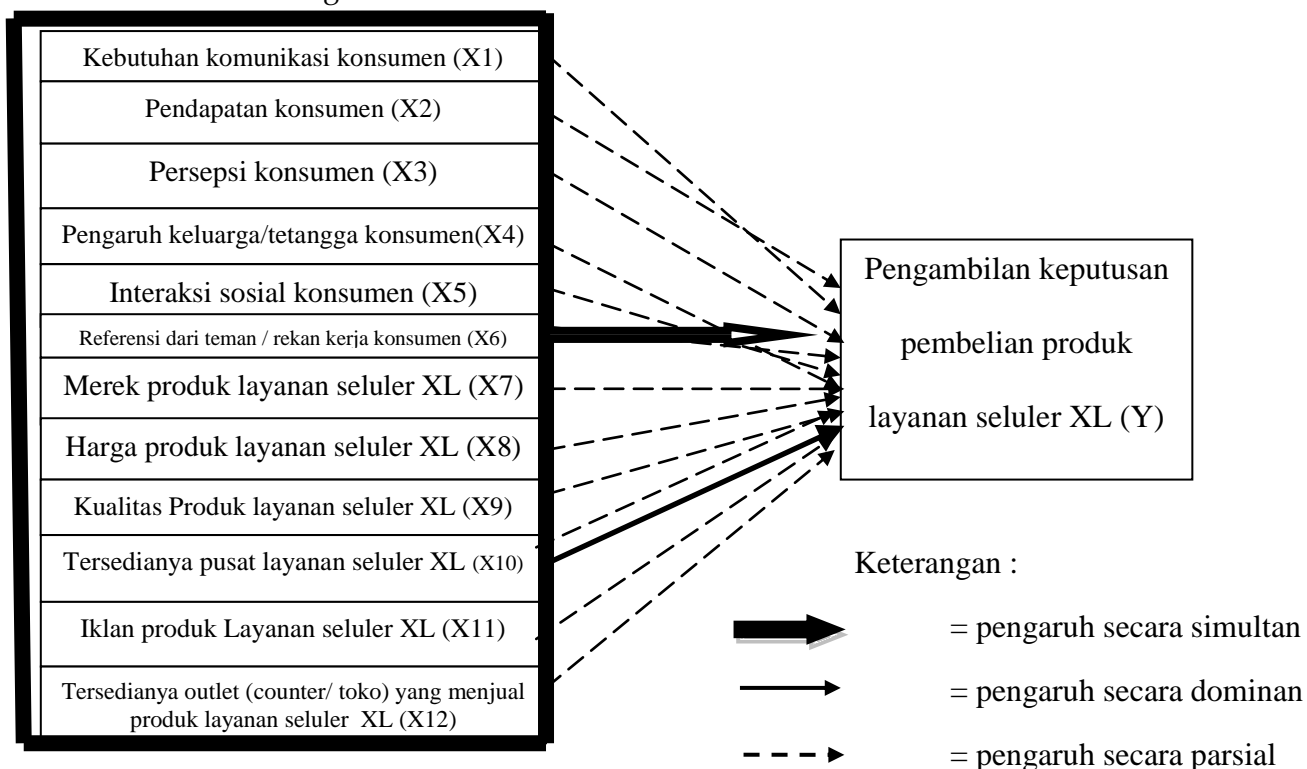 Kebutuhan komunikasi konsumen (X1)
Pendapatan konsumen (X2)
Persepsi konsumen (X3)
Pengaruh keluarga/tetangga konsumen(X4)
Interaksi sosial konsumen (X5)
Referensi dari teman / rekan kerja konsumen (X6)
Merek produk layanan seluler XL (X7)
Harga produk layanan seluler XL (X8)
Kualitas Produk layanan seluler XL (X9)
Tersedianya pusat layanan seluler XL (X10)
Iklan produk Layanan seluler XL (X11)
Tersedianya outlet (counter/ toko) yang menjual
produk layanan seluler XL (X12)
Pengambilan keputusan
pembelian produk
layanan seluler XL (Y)
Keterangan :
= pengaruh secara simultan
= pengaruh secara dominan
= pengaruh secara parsial